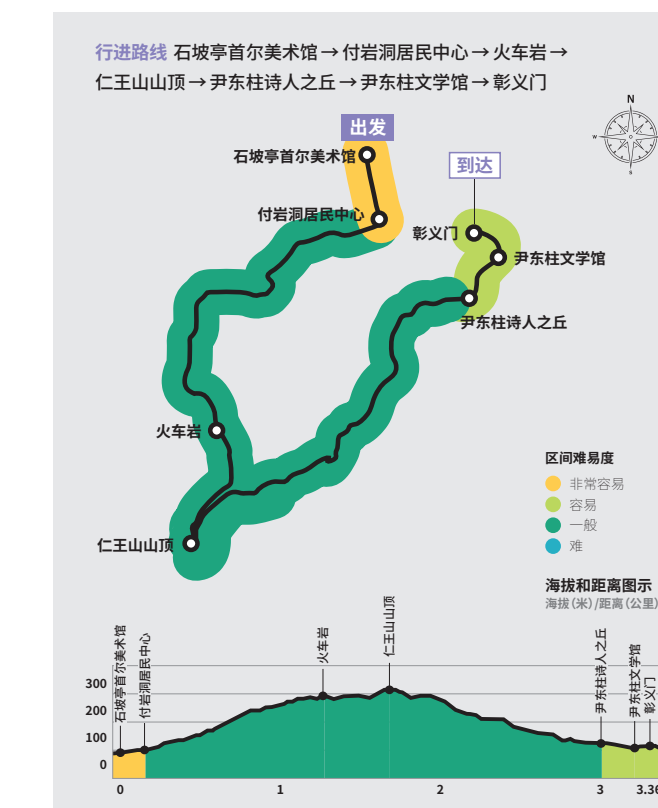 行进路线 石坡亭首尔美术馆→付岩洞居民中心→火车岩→
仁王山山顶→尹东柱诗人之丘→尹东柱文学馆→彰义门
N
W
S
出发
石坡亭首尔美术馆
到达
付岩洞居民中心
彰义门
尹东柱文学馆
尹东柱诗人之丘
火车岩
仁王山山顶
区间难易度
非常容易
容易
一般
难
海拔和距离图示
海拔(米)/距离(公里)
石坡亭首尔美术馆
付岩洞居民中心
火车岩
仁王山山顶
尹东柱诗人之丘
尹东柱文学馆
彰义门
300
200
100
0
0 1 2 3 3.36